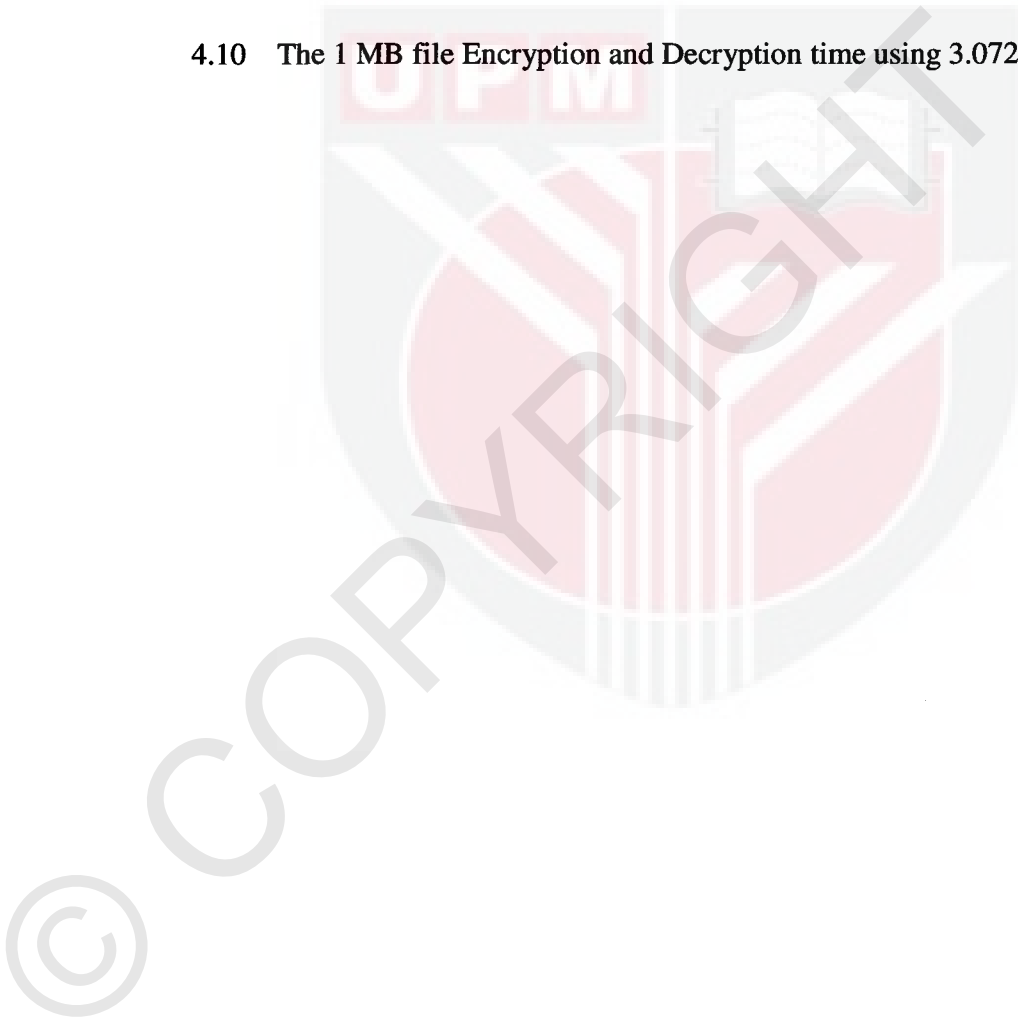 4.10 The 1 MB file Encryption and Decryption time using 3.072
UPM
© COPYRIGHT